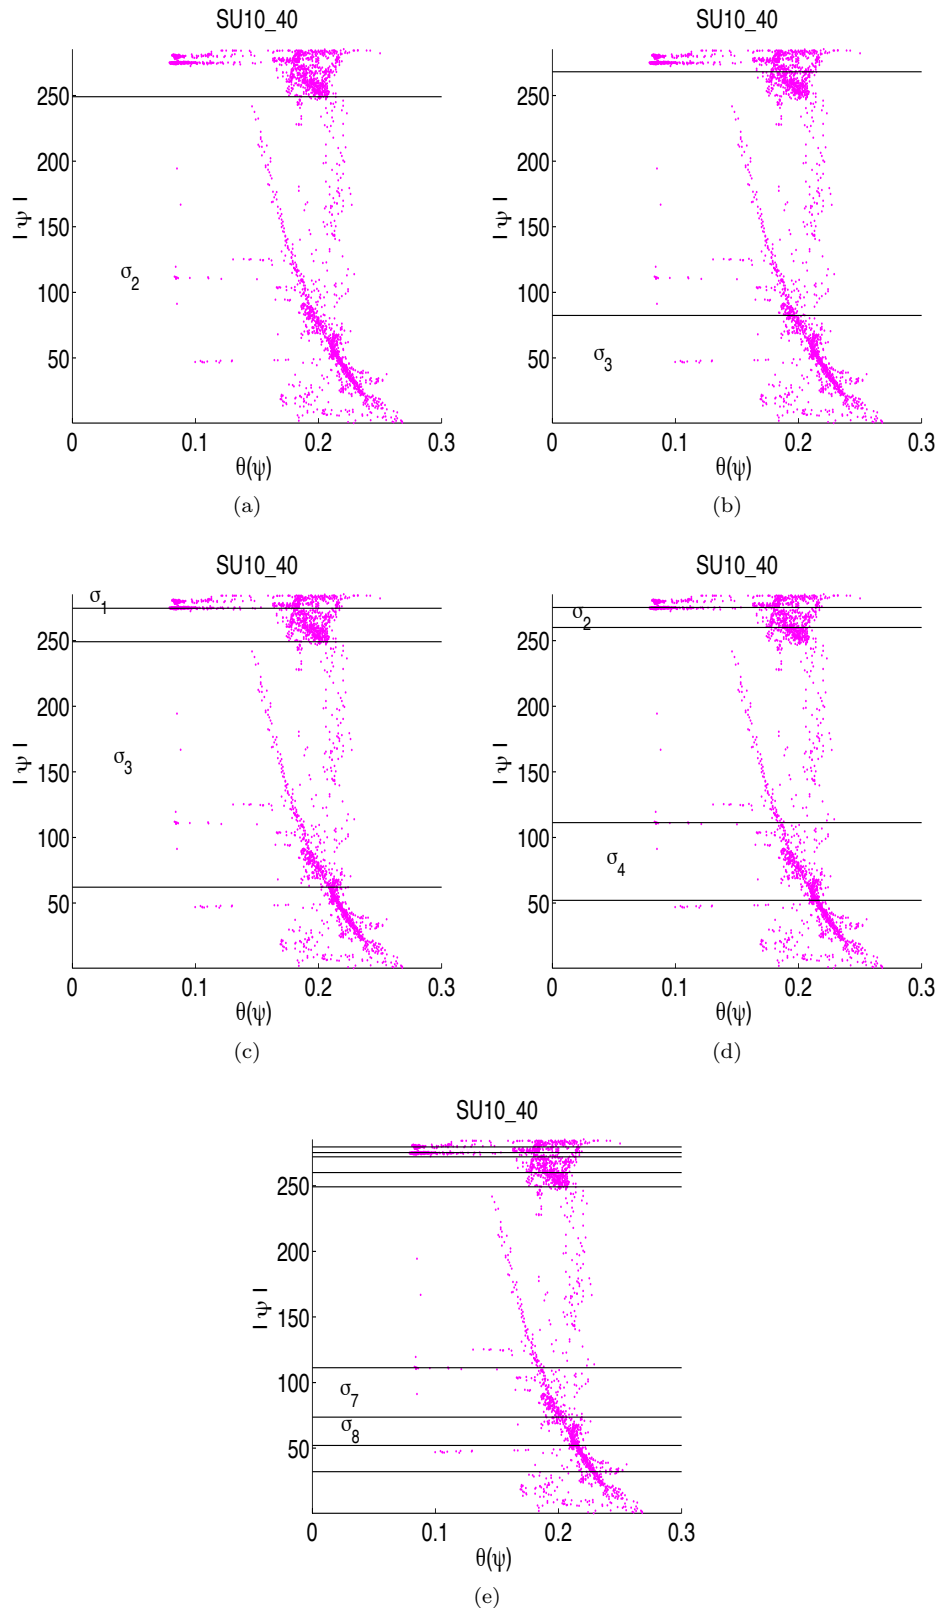 SU10_40 SU10_40
250 250
200 200
| ψ | | ψ |
150 150
σ2
100 100
σ3
50 50
0 0.1 0.2 0.3 0 0.1 0.2 0.3
θ(ψ) θ(ψ)
(a) (b)
SU10_40 SU10_40
σ1
σ2
250 250
200 200
| ψ | | ψ |
σ3
150 150
100 100
σ4
50 50
0 0.1 0.2 0.3 0 0.1 0.2 0.3
θ(ψ) θ(ψ)
(c) (d)
SU10_40
250
200
| ψ |
150
100
σ7
σ8
50
0 0.1 0.2 0.3
θ(ψ)
(e)